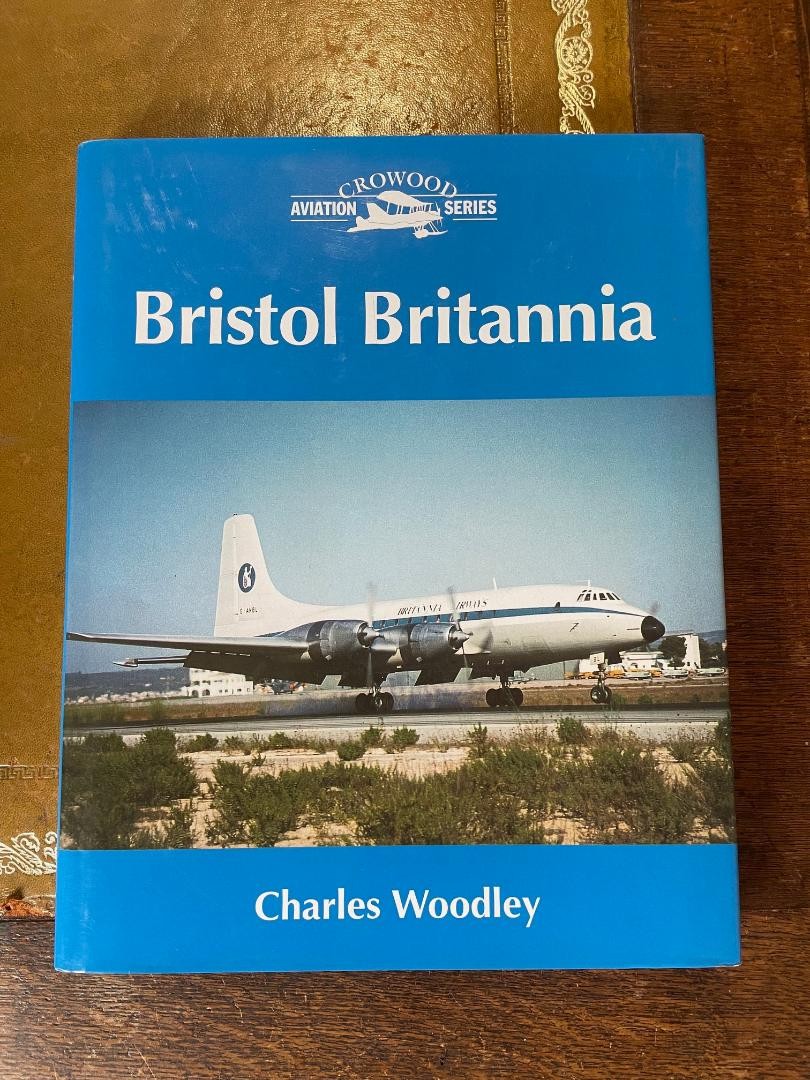 CROWOOD
AVIATION SERIES
Bristol Britannia
BRITANNIA AIRWAYS
Charles Woodley